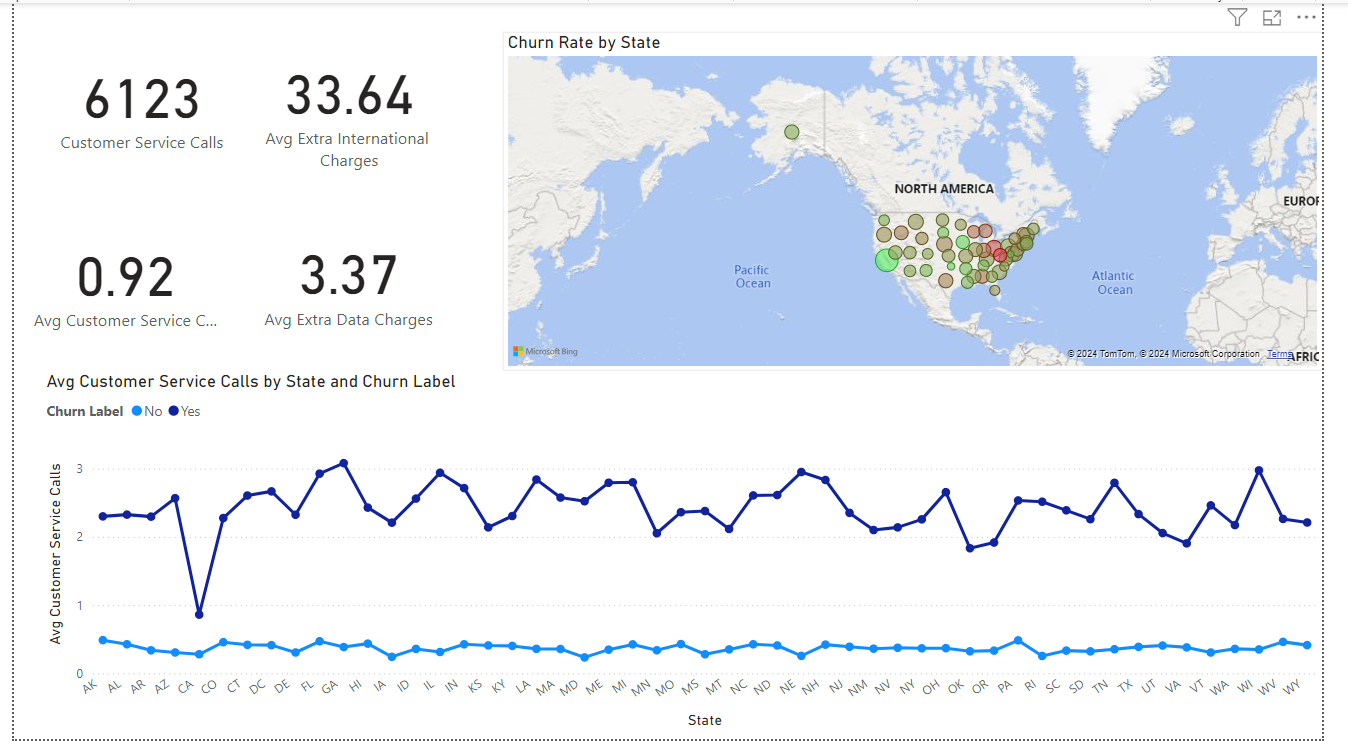 6123
Customer Service Calls
33.64
Avg Extra International
Charges
0.92
Avg Customer Service C...
3.37
Avg Extra Data Charges
Churn Rate by State
NORTH AMERICA
EUROP
Pacific
Ocean
Atlantic
Ocean
Microsoft Bing
© 2024 TomTom, © 2024 Microsoft Corporation Terms
AFRIC
Avg Customer Service Calls by State and Churn Label
Churn Label No Yes
Avg Customer Service Calls
3
2
1
0
AK AL AR AZ CA CO CT DC DE FL GA HI IA ID IL IN KS KY LA MA MD ME MI MN MO MS MT NC ND NE NH NJ NM NV NY OH OK OR PA RI SC SD TN TX UT VA VT WA WI WV WY
State